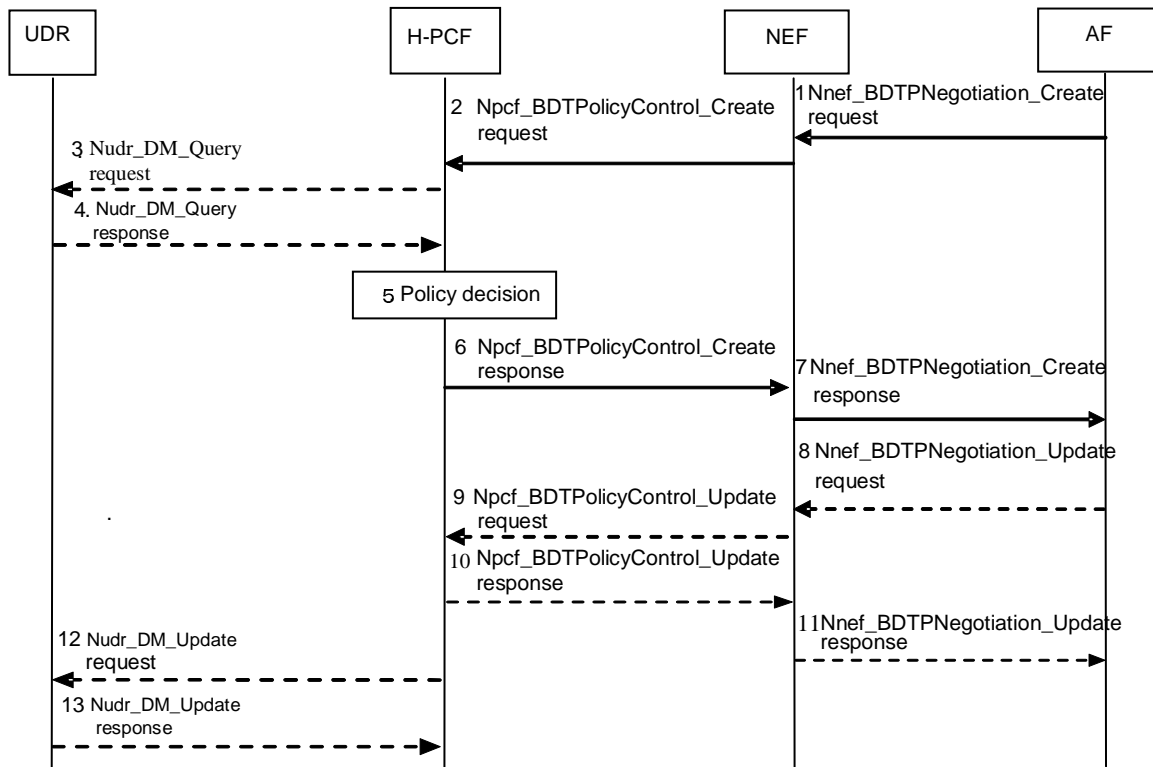 UDR
H-PCF
NEF
AF
1 Nnef_BDTPNegotiation_Create
request
2 Npcf_BDTPolicyControl_Create
request
3. Nudr_DM_Query
request
4. Nudr_DM_Query
response
5 Policy decision
6 Npcf_BDTPolicyControl_Create
response
7 Nnef_BDTPNegotiation_Create
response
8 Nnef_BDTPNegotiation_Update
request
9 Npcf_BDTPolicyControl_Update
request
.
10 Npcf_BDTPolicyControl_Update
response
11 Nnef_BDTPNegotiation_Update
response
12 Nudr_DM_Update
request
13 Nudr_DM_Update
response